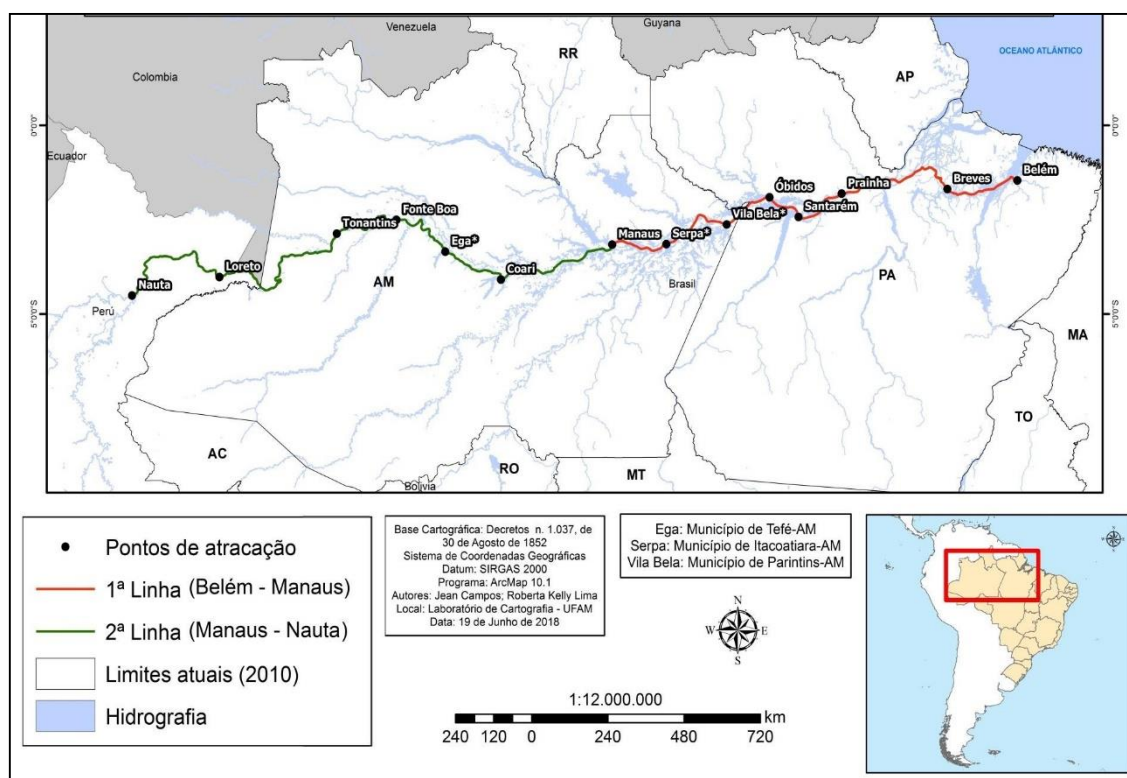 Venezuela
Guyana
OCEANO ATLÂNTICO
Colombia
RR
AP
0°0'0"
0°0'0"
Ecuador
Belém
Breves
Prainha
Óbidos
Santarém
Vila Bela*
Fonte Boa
Tonantins
Manaus
Serpa*
Ega*
Loreto
Coari
Nauta
AM
Brasil
PA
Perú
5°0'0"S
5°0'0"S
MA
TO
AC
RO
MT
Bolivia
Pontos de atracação
1ª Linha (Belém - Manaus)
2ª Linha (Manaus - Nauta)
Limites atuais (2010)
Hidrografia
Base Cartográfica: Decretos n. 1.037, de
30 de Agosto de 1852
Sistema de Coordenadas Geográficas
Datum: SIRGAS 2000
Programa: ArcMap 10.1
Autores: Jean Campos; Roberta Kelly Lima
Local: Laboratório de Cartografia - UFAM
Data: 19 de Junho de 2018
Ega: Município de Tefé-AM
Serpa: Município de Itacoatiara-AM
Vila Bela: Município de Parintins-AM
N
W E
S
1:12.000.000
240 120 0 240 480 720 km